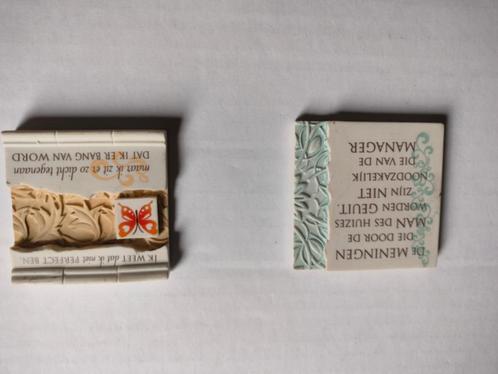 IK WEET dat ik niet PERFECT BEN,
maar ik zit er zo dicht tegenaan
DAT IK ER BANG VAN WORD
DE MENINGEN
DIE DOOR DE
MAN DES HUIZES
WORDEN GEUIT,
ZIJN NIET
NOODZAKELIJK
DIE VAN DE
MANAGER